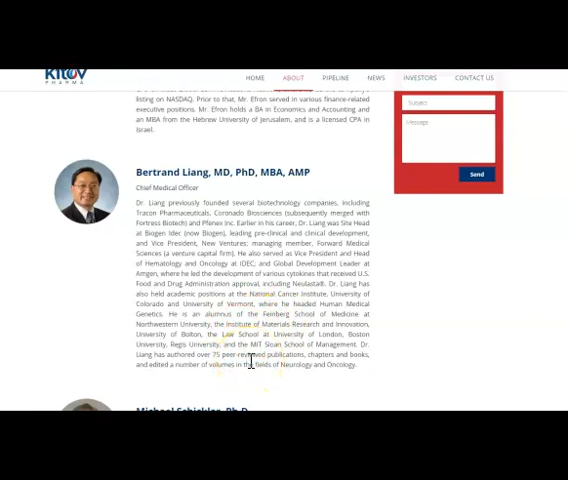 KITOV
PHARMA
HOME
ABOUT
PIPELINE
NEWS
INVESTORS
CONTACT US
listing on NASDAQ. Prior to that, Mr. Efron served in various finance-related
executive positions. Mr. Efron holds a BA in Economics and Accounting and
an MBA from the Hebrew University of Jerusalem, and is a licensed CPA in
Israel.
Subject
Message
Send
Bertrand Liang, MD, PhD, MBA, AMP
Chief Medical Officer
Dr. Liang previously founded several biotechnology companies, including
Tracon Pharmaceuticals, Coronado Biosciences (subsequently merged with
Fortress Biotech) and Pfenex Inc. Earlier in his career, Dr. Liang was Site Head
at Biogen Idec (now Biogen), leading pre-clinical and clinical development,
and Vice President, New Ventures; managing member, Forward Medical
Sciences (a venture capital firm). He also served as Vice President and Head
of Hematology and Oncology at IDEC; and Global Development Leader at
Amgen, where he led the development of various cytokines that received U.S.
Food and Drug Administration approval, including Neulasta®. Dr. Liang has
also held academic positions at the National Cancer Institute, University of
Colorado and University of Vermont, where he headed Human Medical
Genetics. He is an alumnus of the Feinberg School of Medicine at
Northwestern University, the Institute of Materials Research and Innovation,
University of Bolton, the Law School at University of London, Boston
University, Regis University, and the MIT Sloan School of Management. Dr.
Liang has authored over 75 peer-reviewed publications, chapters and books,
and edited a number of volumes in the fields of Neurology and Oncology.
Michael Schickler, Ph.D.